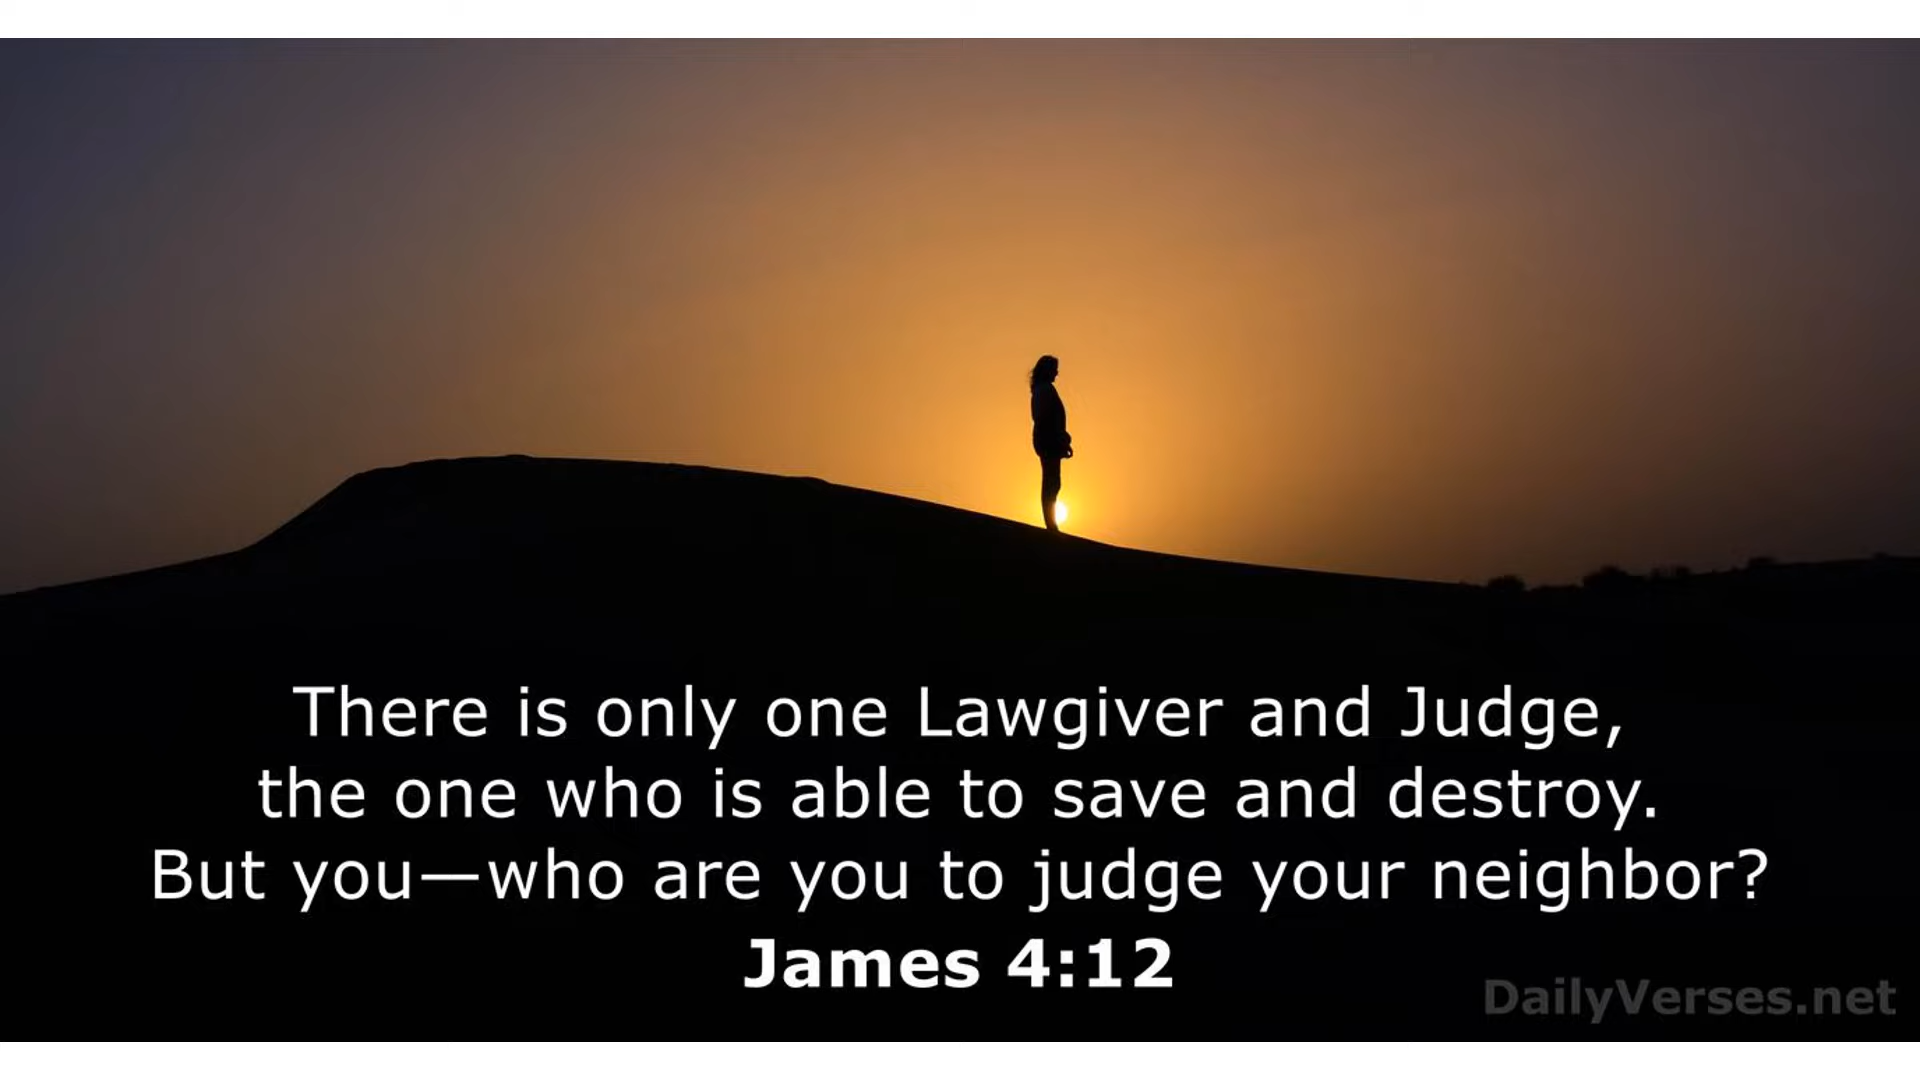 There is only one Lawgiver and Judge,
the one who is able to save and destroy.
But you—who are you to judge your neighbor?
James 4:12
DailyVerses.net